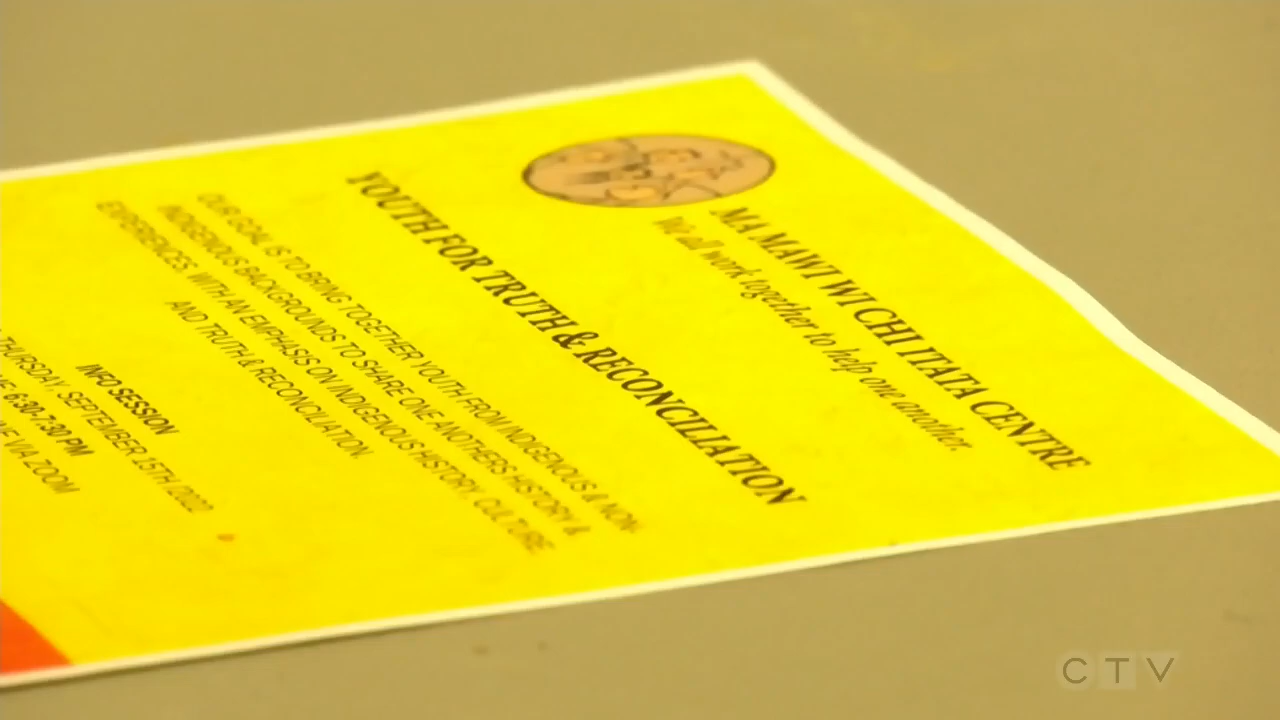 MA MAWI WI CHI ITATA CENTRE
We all work together to help one another.
YOUTH FOR TRUTH & RECONCILIATION
OUR GOAL IS TO BRING TOGETHER YOUTH FROM INDIGENOUS & NON-
INDIGENOUS BACKGROUNDS TO SHARE ONE ANOTHERS HISTORY &
EXPERIENCES, WITH AN EMPHASIS ON INDIGENOUS HISTORY, CULTURE
AND TRUTH & RECONCILIATION.
INFO SESSION
THURSDAY, SEPTEMBER 15TH 2022
6:30-7:30 PM
VIA ZOOM
CTV